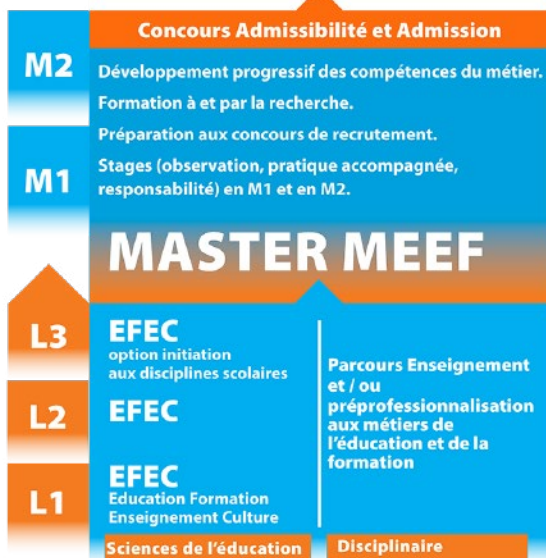 Concours Admissibilité et Admission
M2
Développement progressif des compétences du métier.
Formation à et par la recherche.
Préparation aux concours de recrutement.
M1
Stages (observation, pratique accompagnée,
responsabilité) en M1 et en M2.
MASTER MEEF
L3
EFEC
option initiation
aux disciplines scolaires
L2
EFEC
L1
EFEC
Education Formation
Enseignement Culture
Parcours Enseignement
et / ou
préprofessionnalisation
aux métiers de
l'éducation et de la
formation
Sciences de l'éducation
Disciplinaire